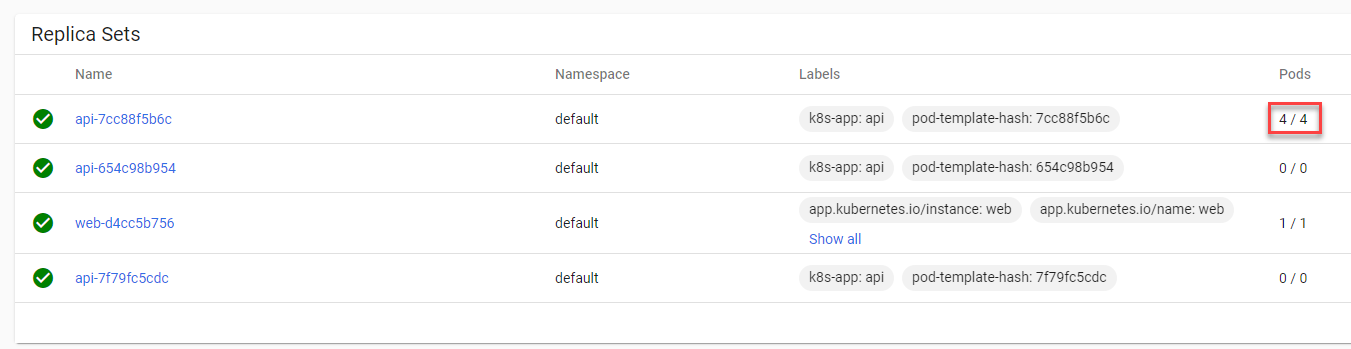 Replica Sets
Name Namespace Labels Pods
api-7cc88f5b6c default k8s-app: api pod-template-hash: 7cc88f5b6c 4 / 4
api-654c98b954 default k8s-app: api pod-template-hash: 654c98b954 0 / 0
web-d4cc5b756 default app.kubernetes.io/instance: web app.kubernetes.io/name: web 1 / 1
Show all
api-7f79fc5cdc default k8s-app: api pod-template-hash: 7f79fc5cdc 0 / 0